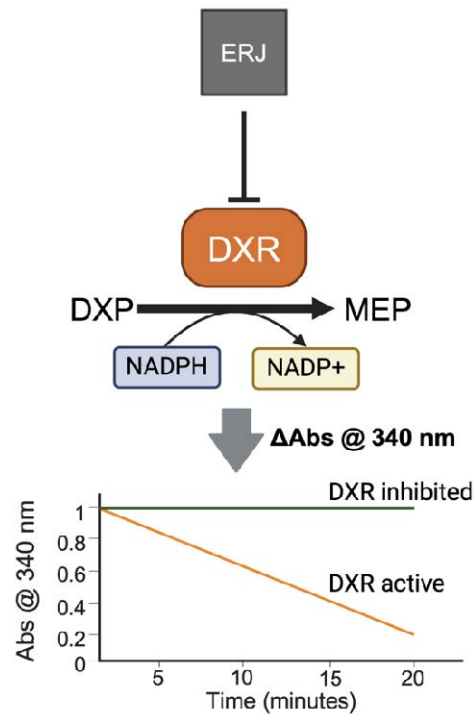 ERJ
DXR
DXP MEP
NADPH NADP+
ΔAbs @ 340 nm
DXR inhibited
DXR active
Abs @ 340 nm
1
0.8
0.6
0.4
0.2
0
5 10 15 20
Time (minutes)